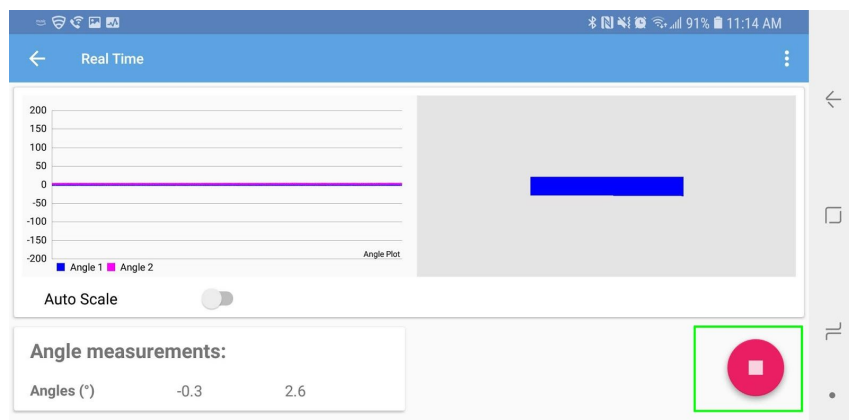 91% 11:14 AM
Real Time
200
150
100
50
0
-50
-100
-150
-200
Angle Plot
Angle 1 Angle 2
Auto Scale
Angle measurements:
Angles (°) -0.3 2.6